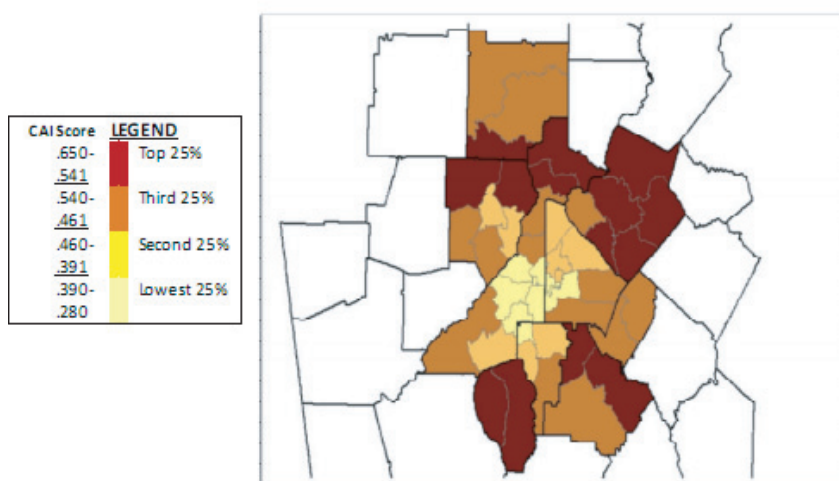 CAI Score LEGEND
.650- Top 25%
.541
.540- Third 25%
.461
.460- Second 25%
.391
.390- Lowest 25%
.280